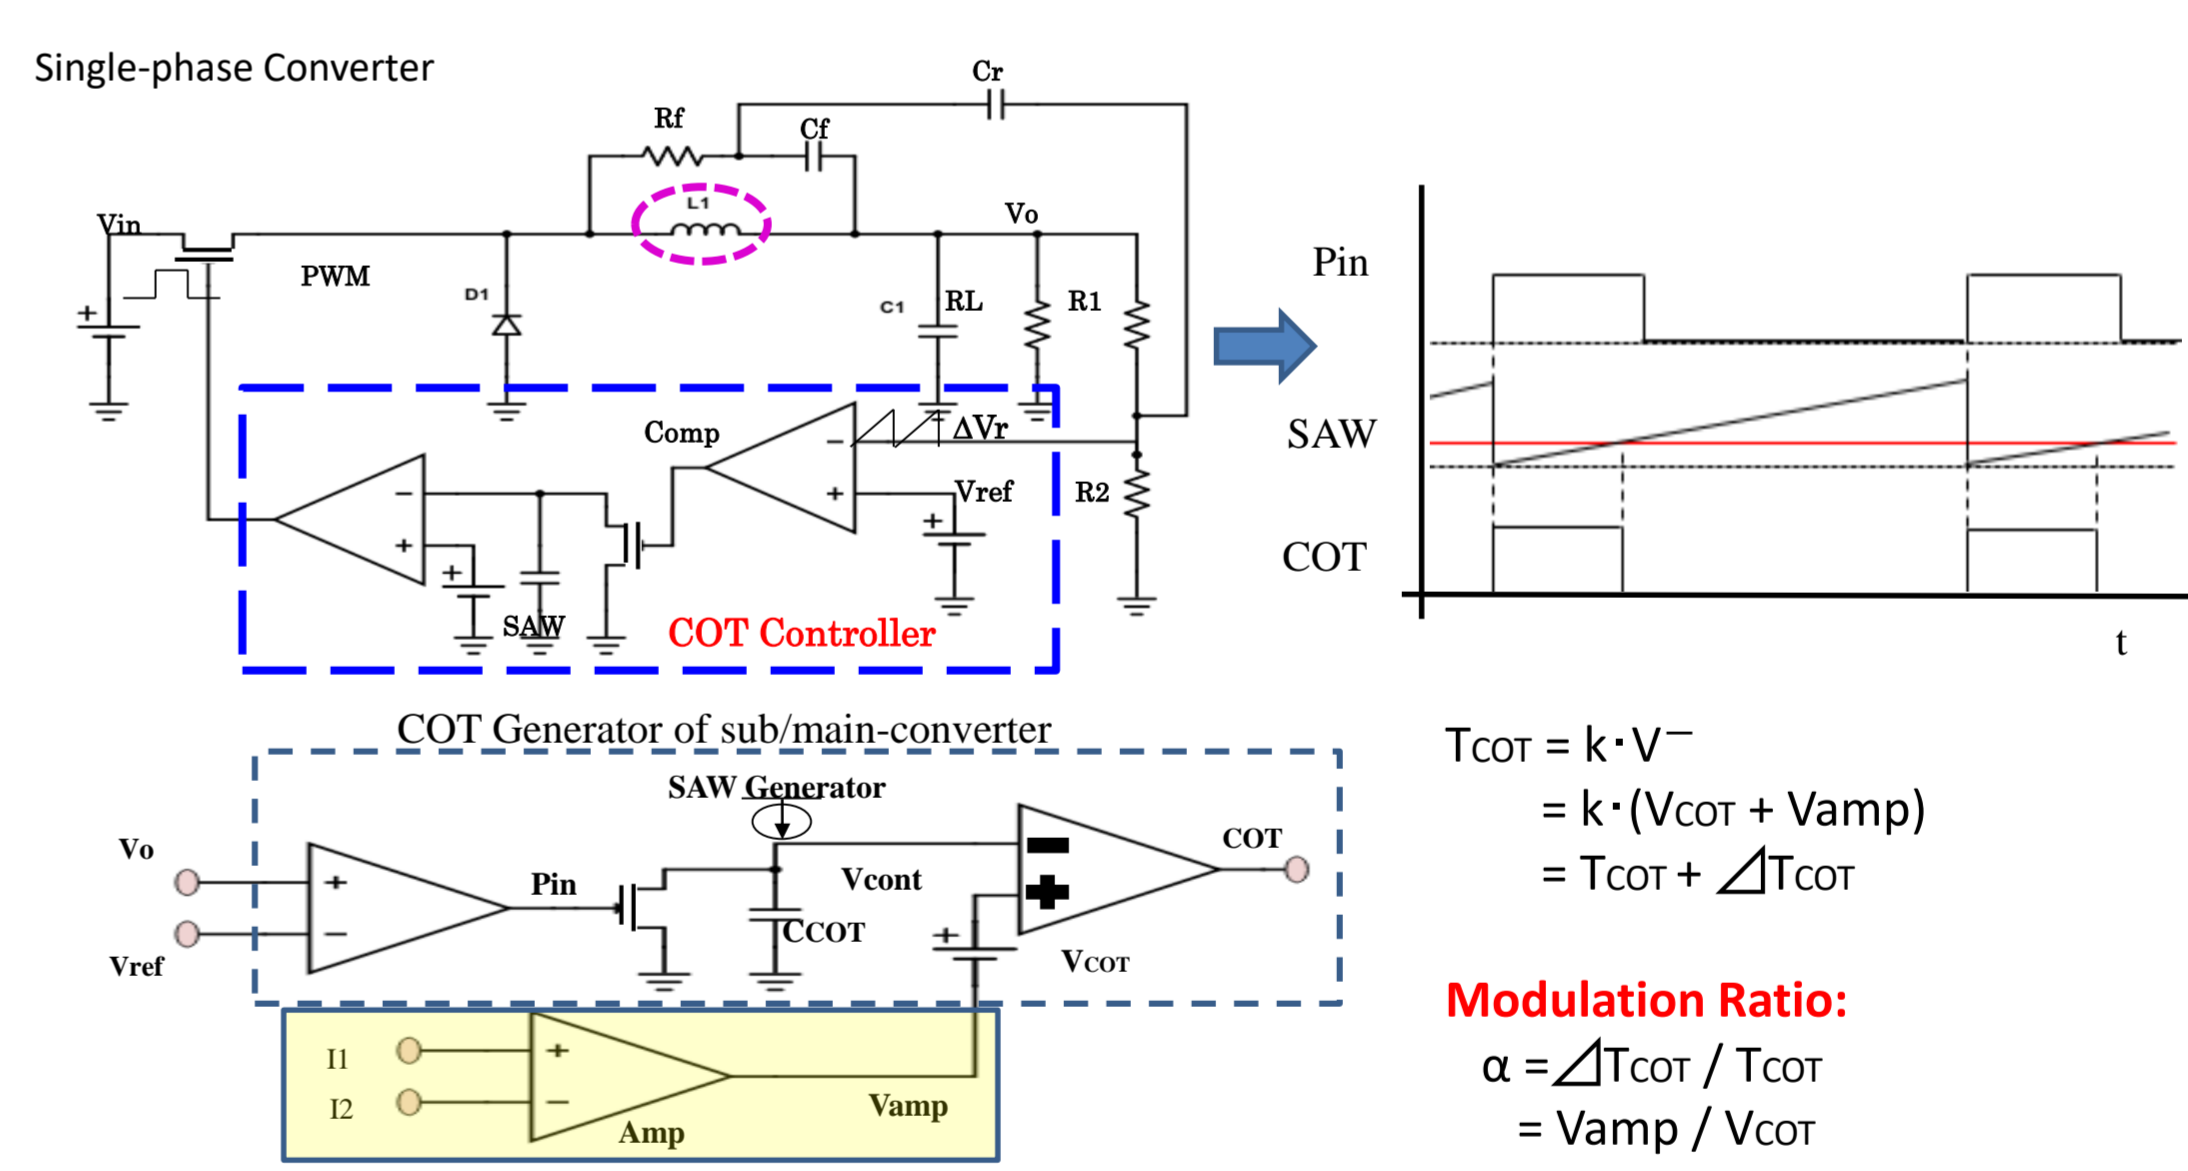 Single-phase Converter
Cr
Rf
Cf
L1
Vin
Vo
PWM
D1
C1
RL
R1
Comp
ΔVr
Vref
R2
SAW
COT Controller
Pin
SAW
COT
t
COT Generator of sub/main-converter
SAW Generator
Vo
Pin
Vcont
COT
CCOT
Vref
VCOT
I1
I2
Vamp
Amp
TCOT = k・V−
= k・(VCOT + Vamp)
= TCOT + ⊿TCOT
Modulation Ratio:
α =⊿TCOT / TCOT
= Vamp / VCOT